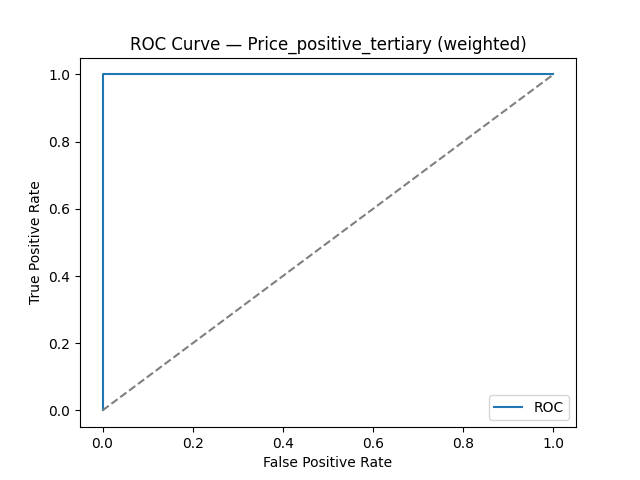 ROC Curve — Price_positive_tertiary (weighted)
True Positive Rate
1.0
0.8
0.6
0.4
0.2
0.0
ROC
0.0 0.2 0.4 0.6 0.8 1.0
False Positive Rate